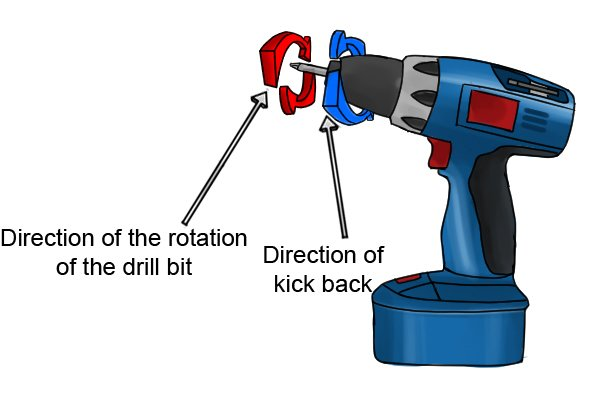 Direction of the rotation
of the drill bit
Direction of
kick back